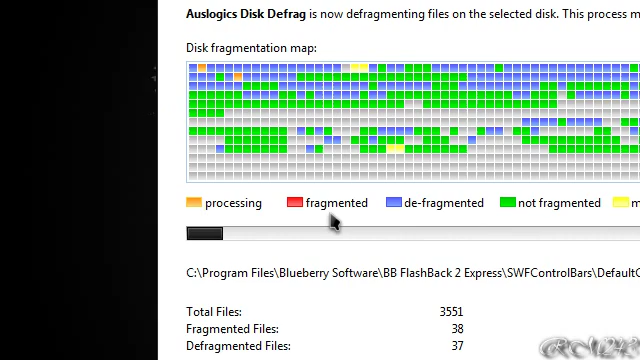 Auslogics Disk Defrag is now defragmenting files on the selected disk. This process m
Disk fragmentation map:
processing fragmented de-fragmented not fragmented m
C:\Program Files\Blueberry Software\BB FlashBack 2 Express\SWFControlBars\DefaultC
Total Files: 3551
Fragmented Files: 38
Defragmented Files: 37